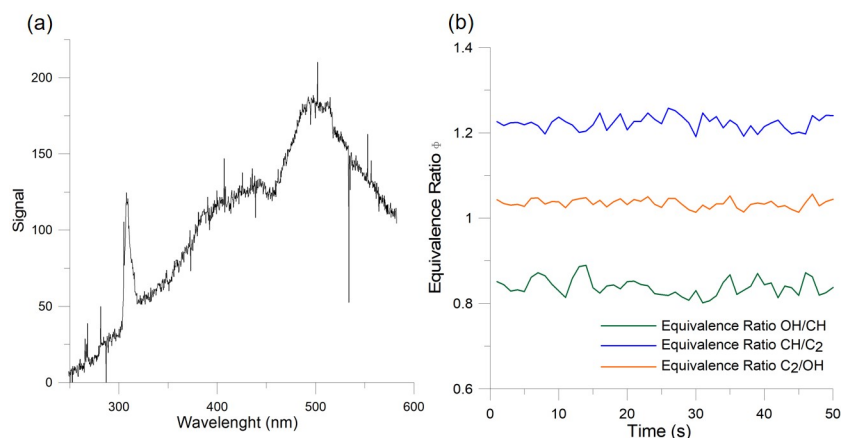 (a)
200
150
100
50
0
Signal
300
400
500
600
Wavelenght (nm)
(b)
1.4
1.2
1
0.8
0.6
Equivalence Ratio Φ
Equivalence Ratio OH/CH
Equivalence Ratio CH/C2
Equivalence Ratio C2/OH
0
10
20
30
40
50
Time (s)